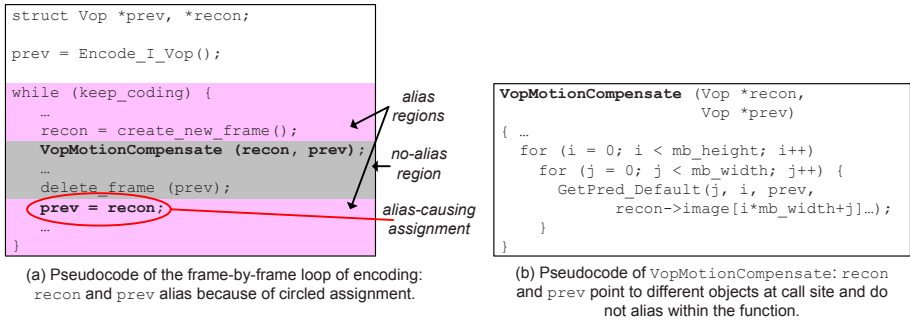 struct Vop *prev, *recon;
prev = Encode_I_Vop();
while (keep_coding) {
…
recon = create_new_frame();
VopMotionCompensate (recon, prev);
…
delete_frame (prev);
prev = recon;
…
}
alias
regions
no-alias
region
alias-causing
assignment
(a) Pseudocode of the frame-by-frame loop of encoding:
recon and prev alias because of circled assignment.
VopMotionCompensate (Vop *recon,
Vop *prev)
{ …
for (i = 0; i < mb_height; i++)
for (j = 0; j < mb_width; j++) {
GetPred_Default(j, i, prev,
recon->image[i*mb_width+j]…);
}
}
(b) Pseudocode of VopMotionCompensate: recon
and prev point to different objects at call site and do
not alias within the function.